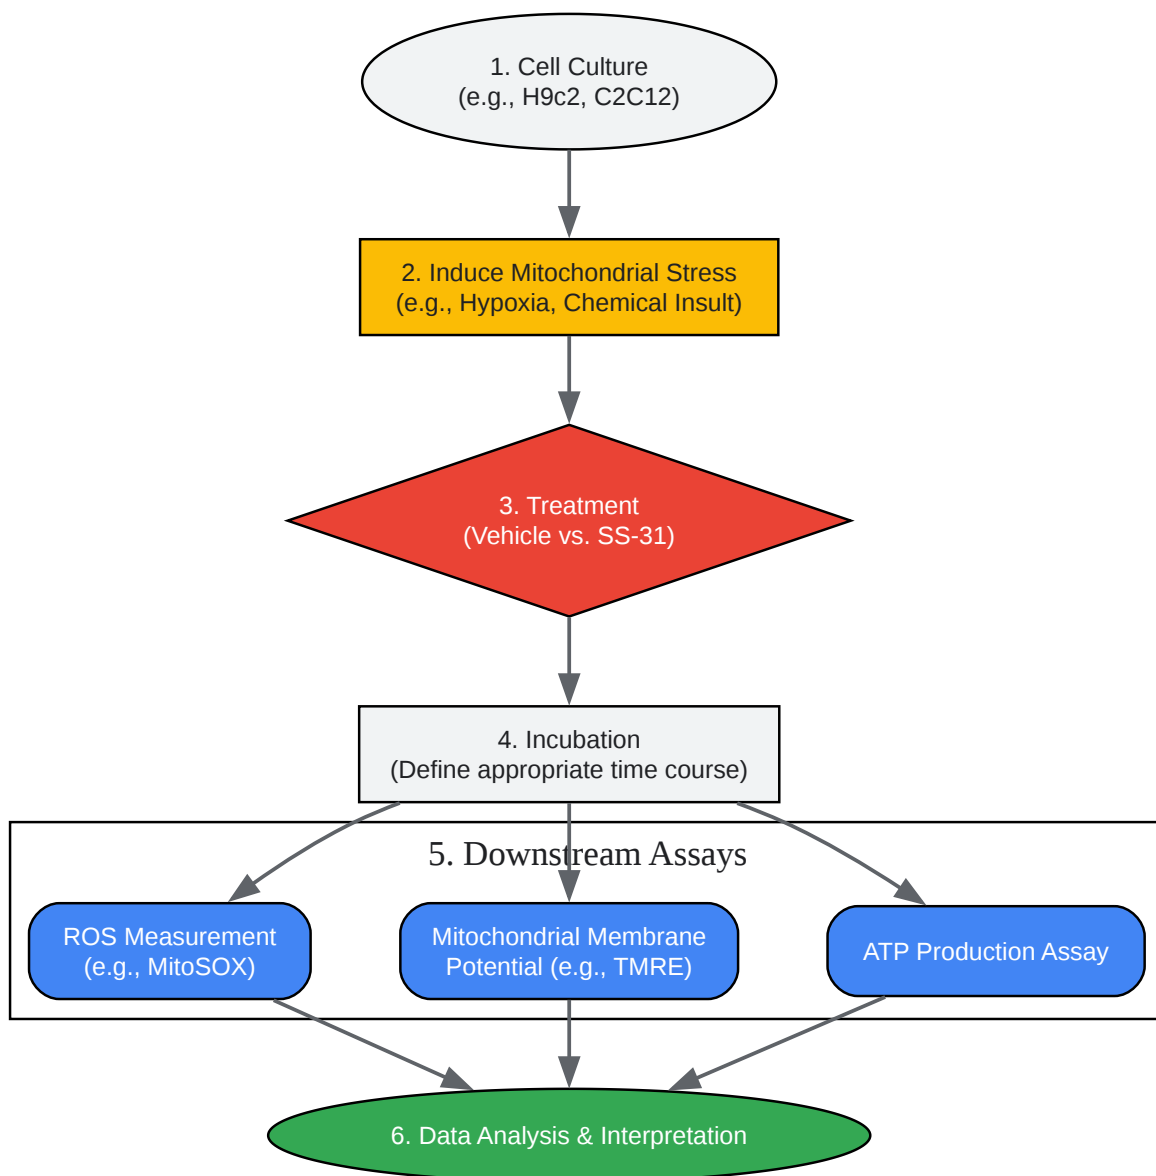 1. Cell Culture
(e.g., H9c2, C2C12)
2. Induce Mitochondrial Stress
(e.g., Hypoxia, Chemical Insult)
3. Treatment
(Vehicle vs. SS-31)
4. Incubation
(Define appropriate time course)
5. Downstream Assays
ROS Measurement
(e.g., MitoSOX)
Mitochondrial Membrane
Potential (e.g., TMRE)
ATP Production Assay
6. Data Analysis & Interpretation